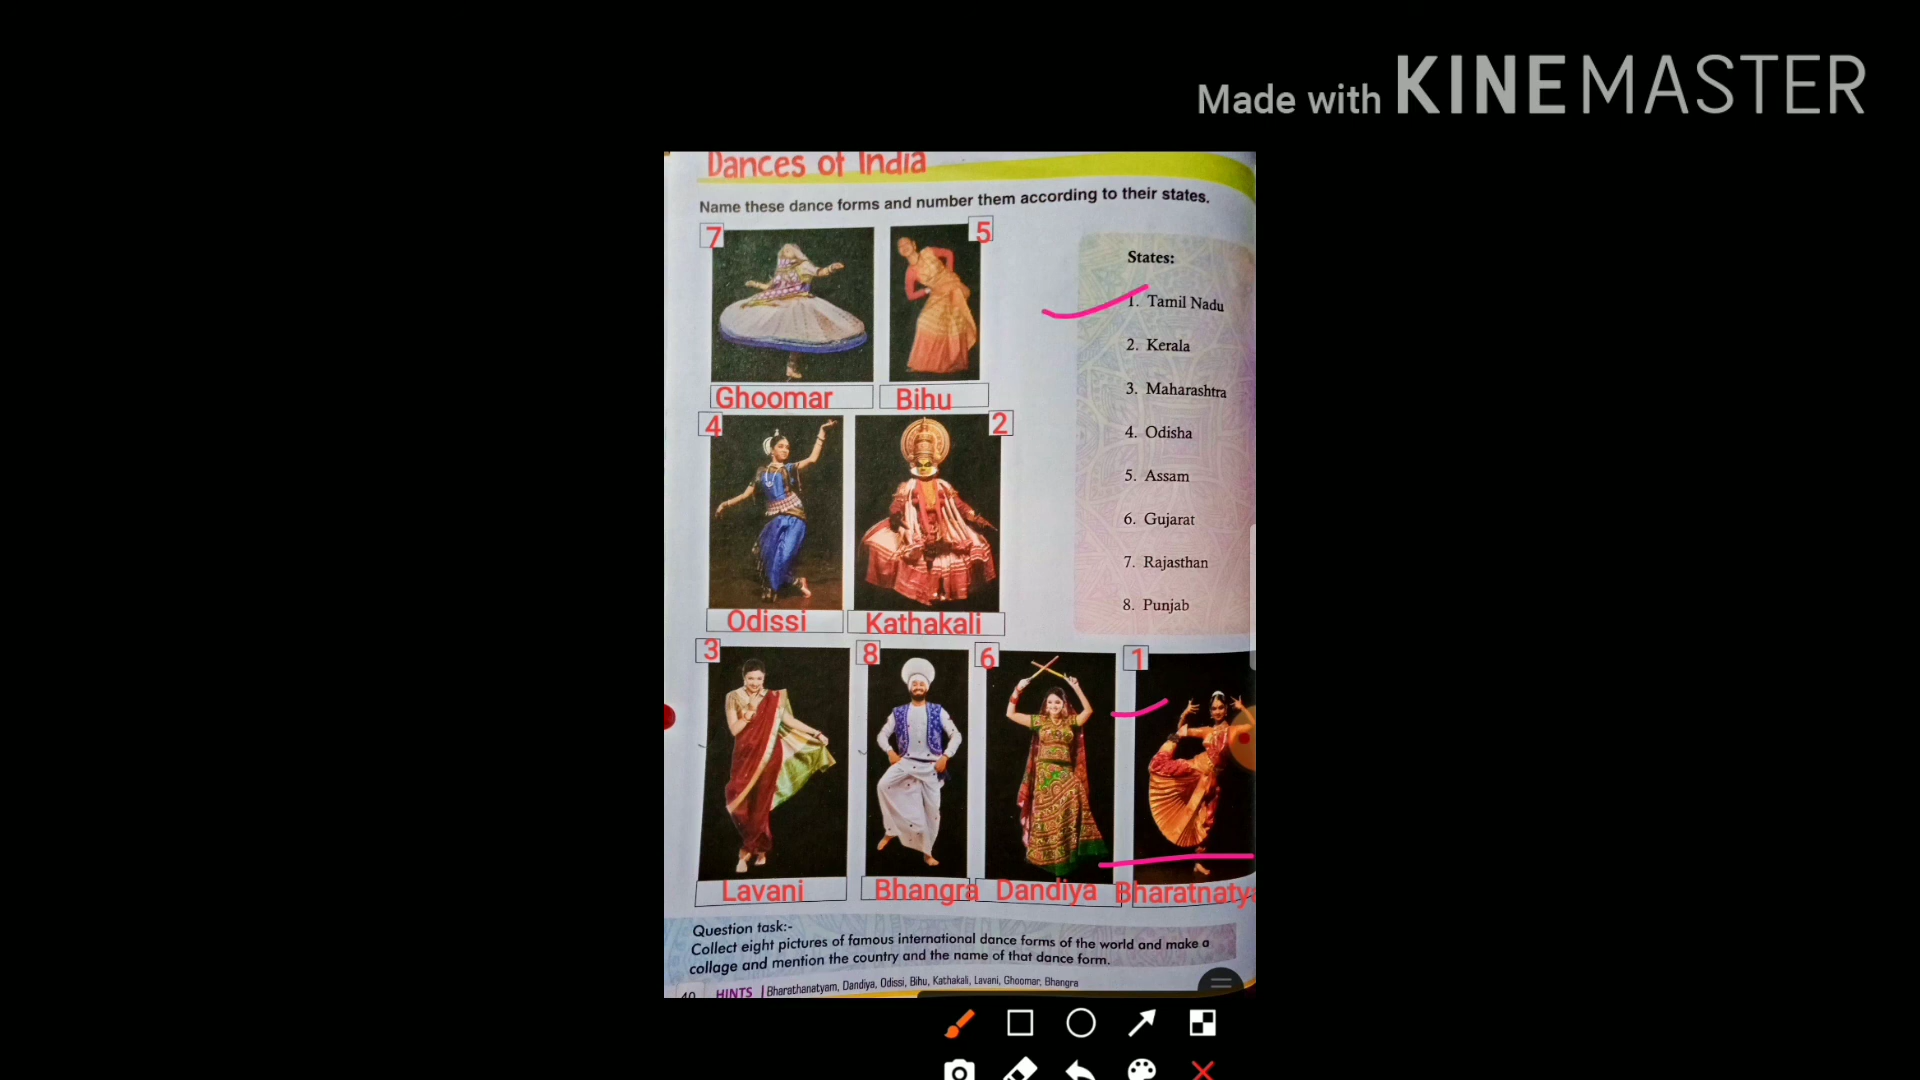 Made with KINEMASTER
Dances of India
Name these dance forms and number them according to their states.
7
5
Ghoomar
Bihu
4
2
Odissi
Kathakali
States:
1. Tamil Nadu
2. Kerala
3. Maharashtra
4. Odisha
5. Assam
6. Gujarat
7. Rajasthan
8. Punjab
3
8
6
1
Lavani
Bhangra
Dandiya
Bharatnatya
Question task:-
Collect eight pictures of famous international dance forms of the world and make a
collage and mention the country and the name of that dance form.
40 HINTS | Bharathanatyam, Dandiya, Odissi, Bihu, Kathakali, Lavani, Ghoomar, Bhangra